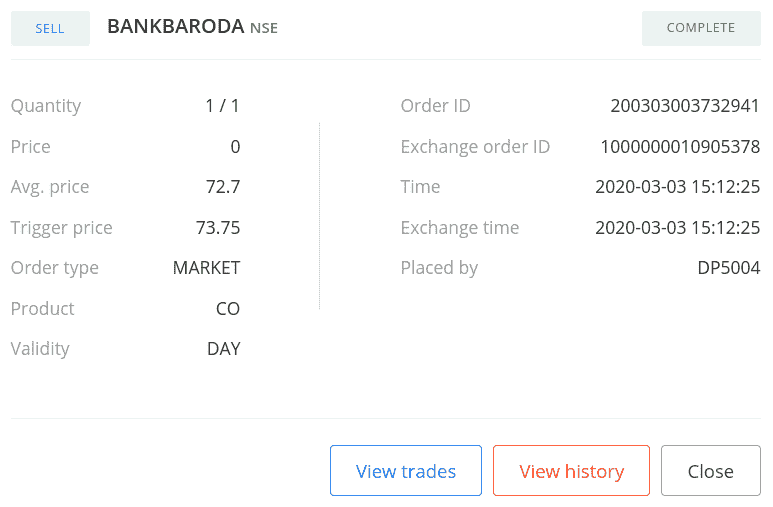 SELL BANKBARODA NSE COMPLETE
Quantity 1 / 1 Order ID 200303003732941
Price 0 Exchange order ID 1000000010905378
Avg. price 72.7 Time 2020-03-03 15:12:25
Trigger price 73.75 Exchange time 2020-03-03 15:12:25
Order type MARKET Placed by DP5004
Product CO
Validity DAY
View trades View history Close